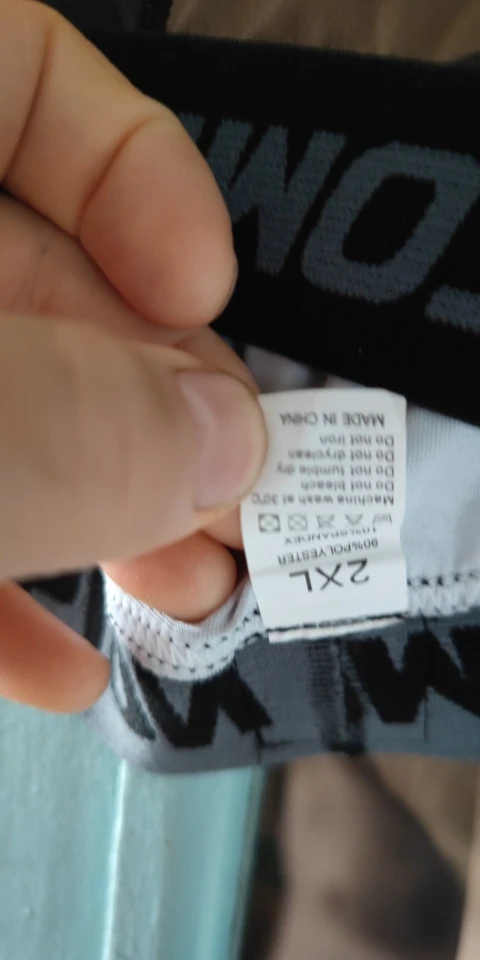 2XL
90%POLYESTER
10%SPANDEX
Machine wash at 30°C
Do not bleach
Do not tumble dry
Do not dryclean
Do not iron
MADE IN CHINA